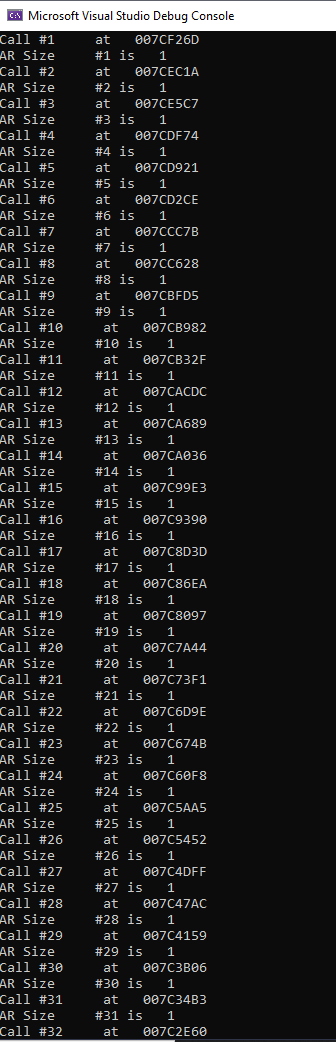 Microsoft Visual Studio Debug Console
Call #1     at   007CF26D
AR Size     #1 is   1
Call #2     at   007CEC1A
AR Size     #2 is   1
Call #3     at   007CE5C7
AR Size     #3 is   1
Call #4     at   007CDF74
AR Size     #4 is   1
Call #5     at   007CD921
AR Size     #5 is   1
Call #6     at   007CD2CE
AR Size     #6 is   1
Call #7     at   007CCC7B
AR Size     #7 is   1
Call #8     at   007CC628
AR Size     #8 is   1
Call #9     at   007CBFD5
AR Size     #9 is   1
Call #10     at   007CB982
AR Size     #10 is   1
Call #11     at   007CB32F
AR Size     #11 is   1
Call #12     at   007CACDC
AR Size     #12 is   1
Call #13     at   007CA689
AR Size     #13 is   1
Call #14     at   007CA036
AR Size     #14 is   1
Call #15     at   007C99E3
AR Size     #15 is   1
Call #16     at   007C9390
AR Size     #16 is   1
Call #17     at   007C8D3D
AR Size     #17 is   1
Call #18     at   007C86EA
AR Size     #18 is   1
Call #19     at   007C8097
AR Size     #19 is   1
Call #20     at   007C7A44
AR Size     #20 is   1
Call #21     at   007C73F1
AR Size     #21 is   1
Call #22     at   007C6D9E
AR Size     #22 is   1
Call #23     at   007C674B
AR Size     #23 is   1
Call #24     at   007C60F8
AR Size     #24 is   1
Call #25     at   007C5AA5
AR Size     #25 is   1
Call #26     at   007C5452
AR Size     #26 is   1
Call #27     at   007C4DFF
AR Size     #27 is   1
Call #28     at   007C47AC
AR Size     #28 is   1
Call #29     at   007C4159
AR Size     #29 is   1
Call #30     at   007C3B06
AR Size     #30 is   1
Call #31     at   007C34B3
AR Size     #31 is   1
Call #32     at   007C2E60